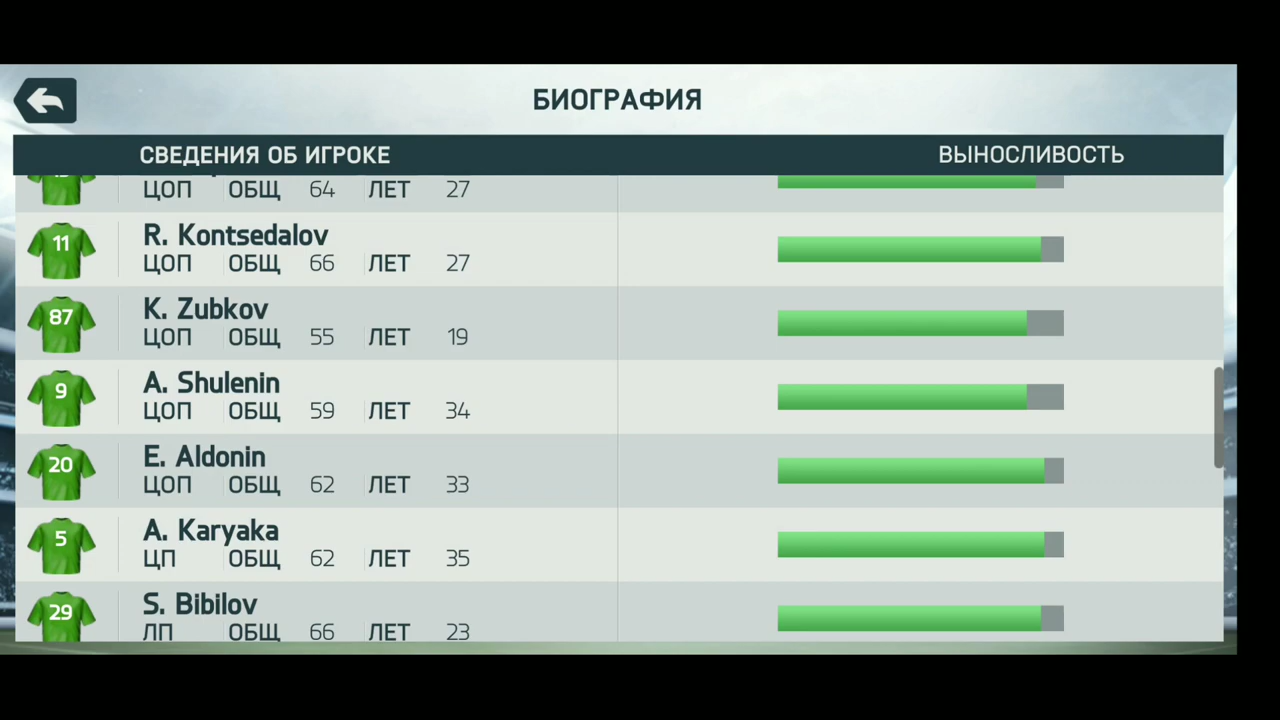 БИОГРАФИЯ
СВЕДЕНИЯ ОБ ИГРОКЕ ВЫНОСЛИВОСТЬ
ЦОП ОБЩ 64 ЛЕТ 27
11 R. Kontsedalov
ЦОП ОБЩ 66 ЛЕТ 27
87 K. Zubkov
ЦОП ОБЩ 55 ЛЕТ 19
9 A. Shulenin
ЦОП ОБЩ 59 ЛЕТ 34
20 E. Aldonin
ЦОП ОБЩ 62 ЛЕТ 33
5 A. Karyaka
ЦП ОБЩ 62 ЛЕТ 35
29 S. Bibilov
ЛП ОБЩ 66 ЛЕТ 23